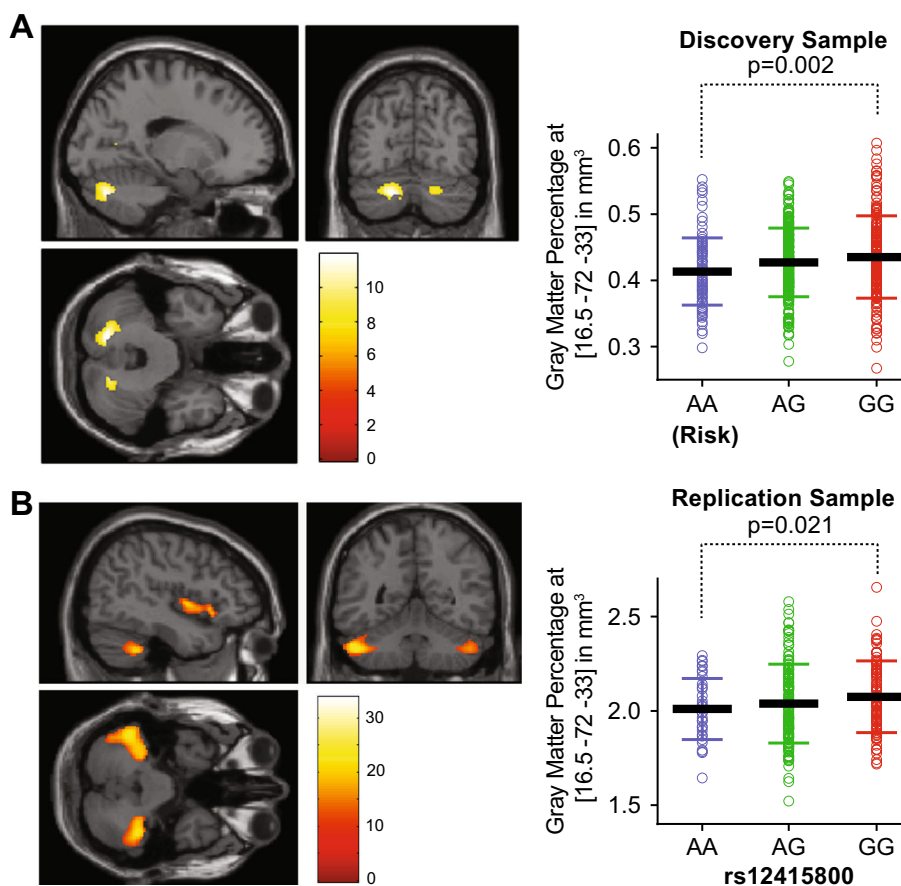 A
Discovery Sample
p=0.002
Gray Matter Percentage at
[16.5 -72 -33] in mm³
0.6
0.5
0.4
0.3
AA
AG
GG
(Risk)
10
8
6
4
2
0
B
Replication Sample
p=0.021
Gray Matter Percentage at
[16.5 -72 -33] in mm³
2.5
2.0
1.5
AA
AG
GG
rs12415800
30
20
10
0